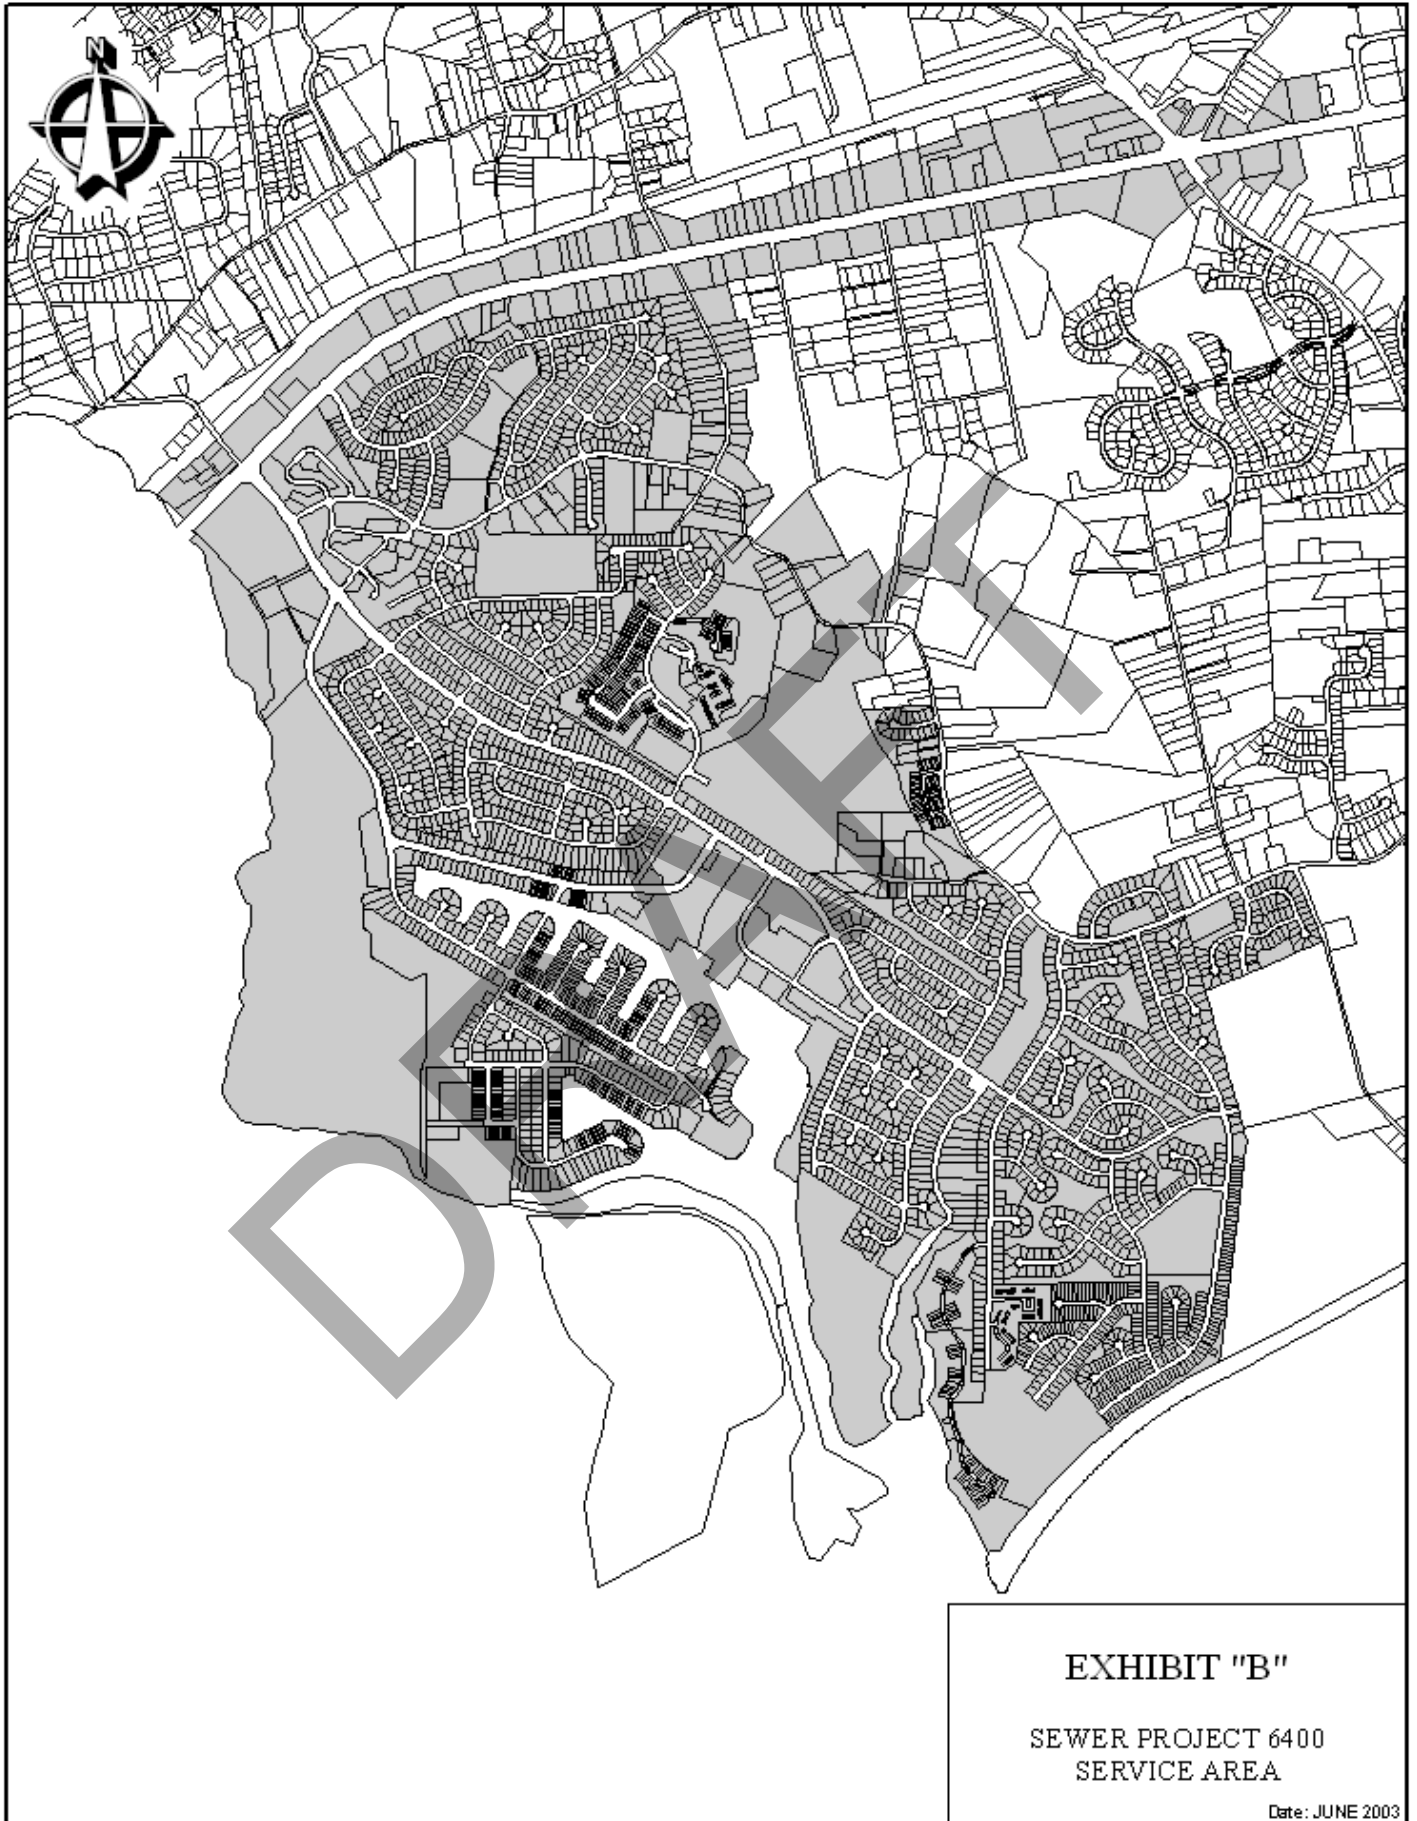 N
DRAFT
EXHIBIT "B"
SEWER PROJECT 6400
SERVICE AREA
Date: JUNE 2003